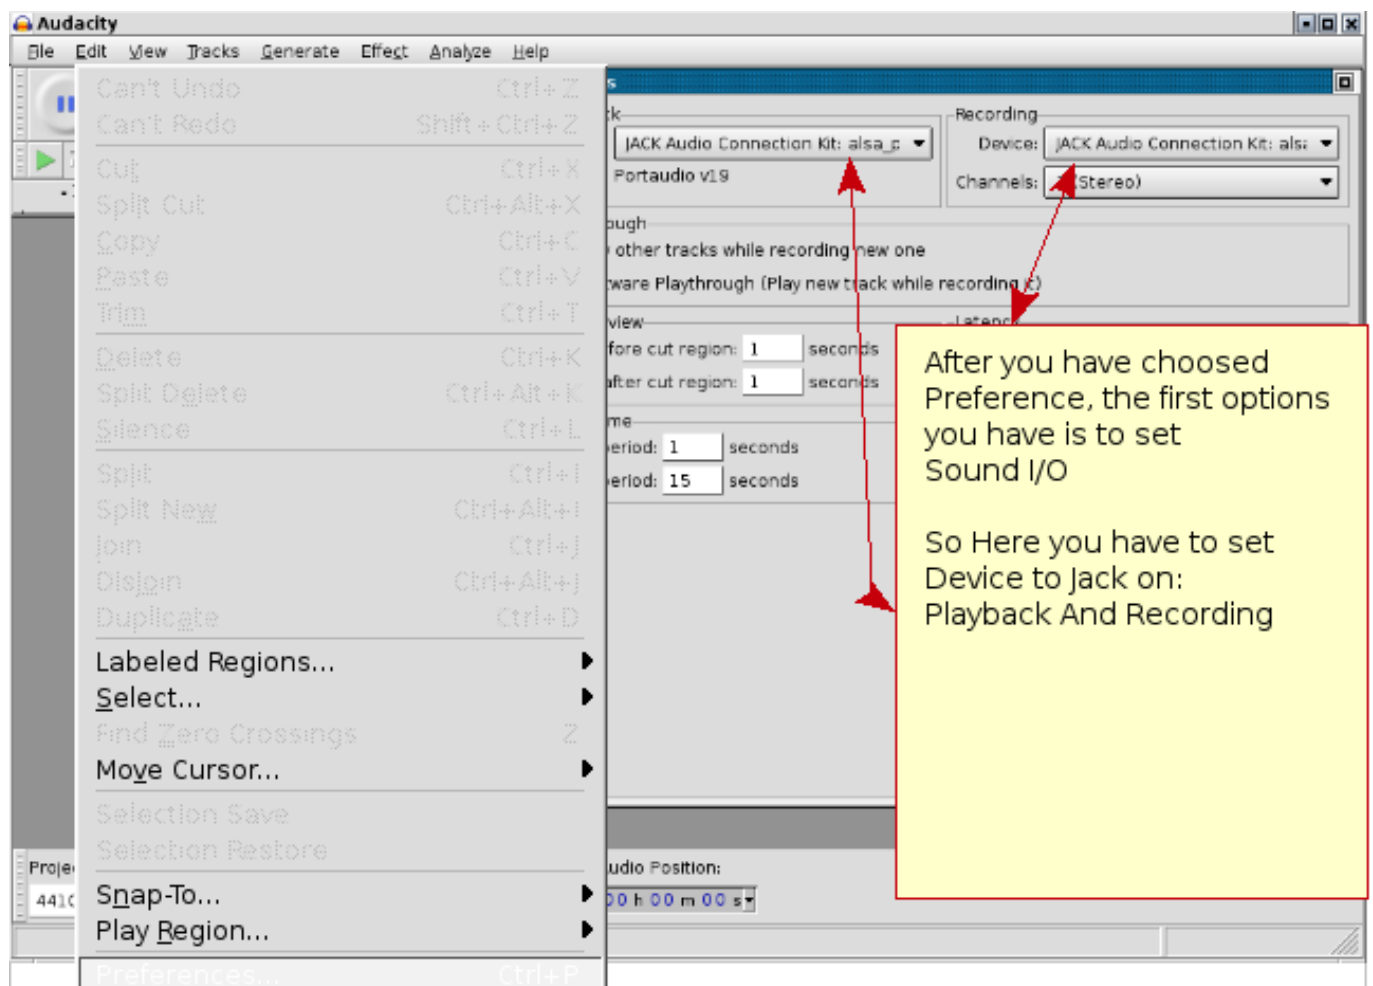 Audacity
File Edit View Tracks Generate Effect Analyze Help
Can't Undo Ctrl+Z
Can't Redo Shift+Ctrl+Z
Cut Ctrl+X
Split Cut Ctrl+Alt+X
Copy Ctrl+C
Paste Ctrl+V
Trim Ctrl+T
Delete Ctrl+K
Split Delete Ctrl+Alt+K
Silence Ctrl+L
Split Ctrl+I
Split New Ctrl+Alt+I
Join Ctrl+J
Disjoin Ctrl+Alt+J
Duplicate Ctrl+D
Labeled Regions...
Select...
Find Zero Crossings Z
Move Cursor...
Selection Save
Selection Restore
Snap-To...
Play Region...
Preferences... Ctrl+P
s
k
JACK Audio Connection Kit: alsa_p
Portaudio v19
Recording
Device: JACK Audio Connection Kit: alsa
Channels: (Stereo)
ough
other tracks while recording new one
tware Playthrough (Play new track while recording it)
view
fore cut region: 1 seconds
after cut region: 1 seconds
Latency
me
eriod: 1 seconds
eriod: 15 seconds
After you have choosed
Preference, the first options
you have is to set
Sound I/O
So Here you have to set
Device to Jack on:
Playback And Recording
Proje
4410
udio Position:
00 h 00 m 00 s